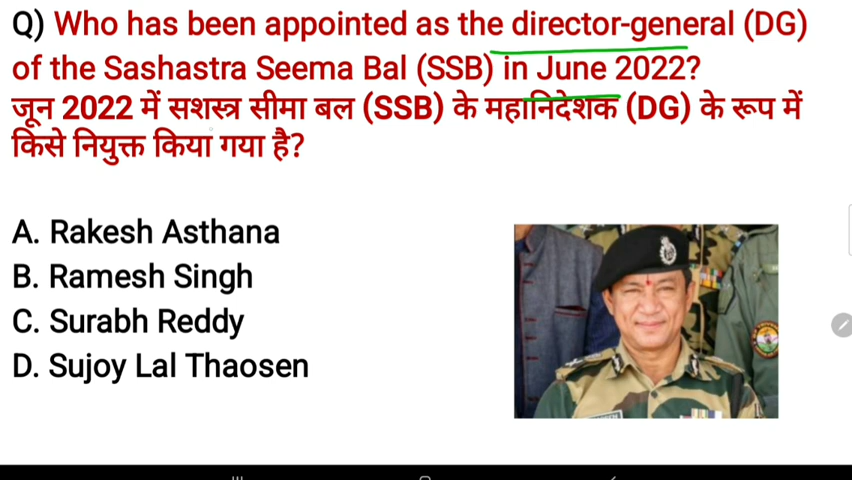 Q) Who has been appointed as the director-general (DG)
of the Sashastra Seema Bal (SSB) in June 2022?
जून 2022 में सशस्त्र सीमा बल (SSB) के महानिदेशक (DG) के रूप में
किसे नियुक्त किया गया है?
A. Rakesh Asthana
B. Ramesh Singh
C. Surabh Reddy
D. Sujoy Lal Thaosen